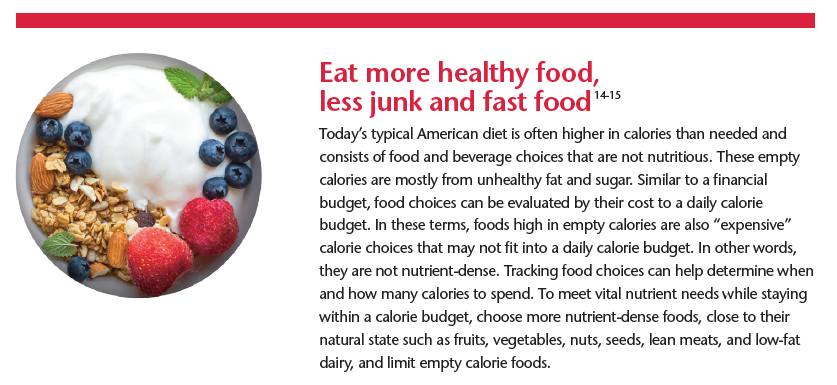 Eat more healthy food,
less junk and fast food 14-15
Today’s typical American diet is often higher in calories than needed and
consists of food and beverage choices that are not nutritious. These empty
calories are mostly from unhealthy fat and sugar. Similar to a financial
budget, food choices can be evaluated by their cost to a daily calorie
budget. In these terms, foods high in empty calories are also “expensive”
calorie choices that may not fit into a daily calorie budget. In other words,
they are not nutrient-dense. Tracking food choices can help determine when
and how many calories to spend. To meet vital nutrient needs while staying
within a calorie budget, choose more nutrient-dense foods, close to their
natural state such as fruits, vegetables, nuts, seeds, lean meats, and low-fat
dairy, and limit empty calorie foods.